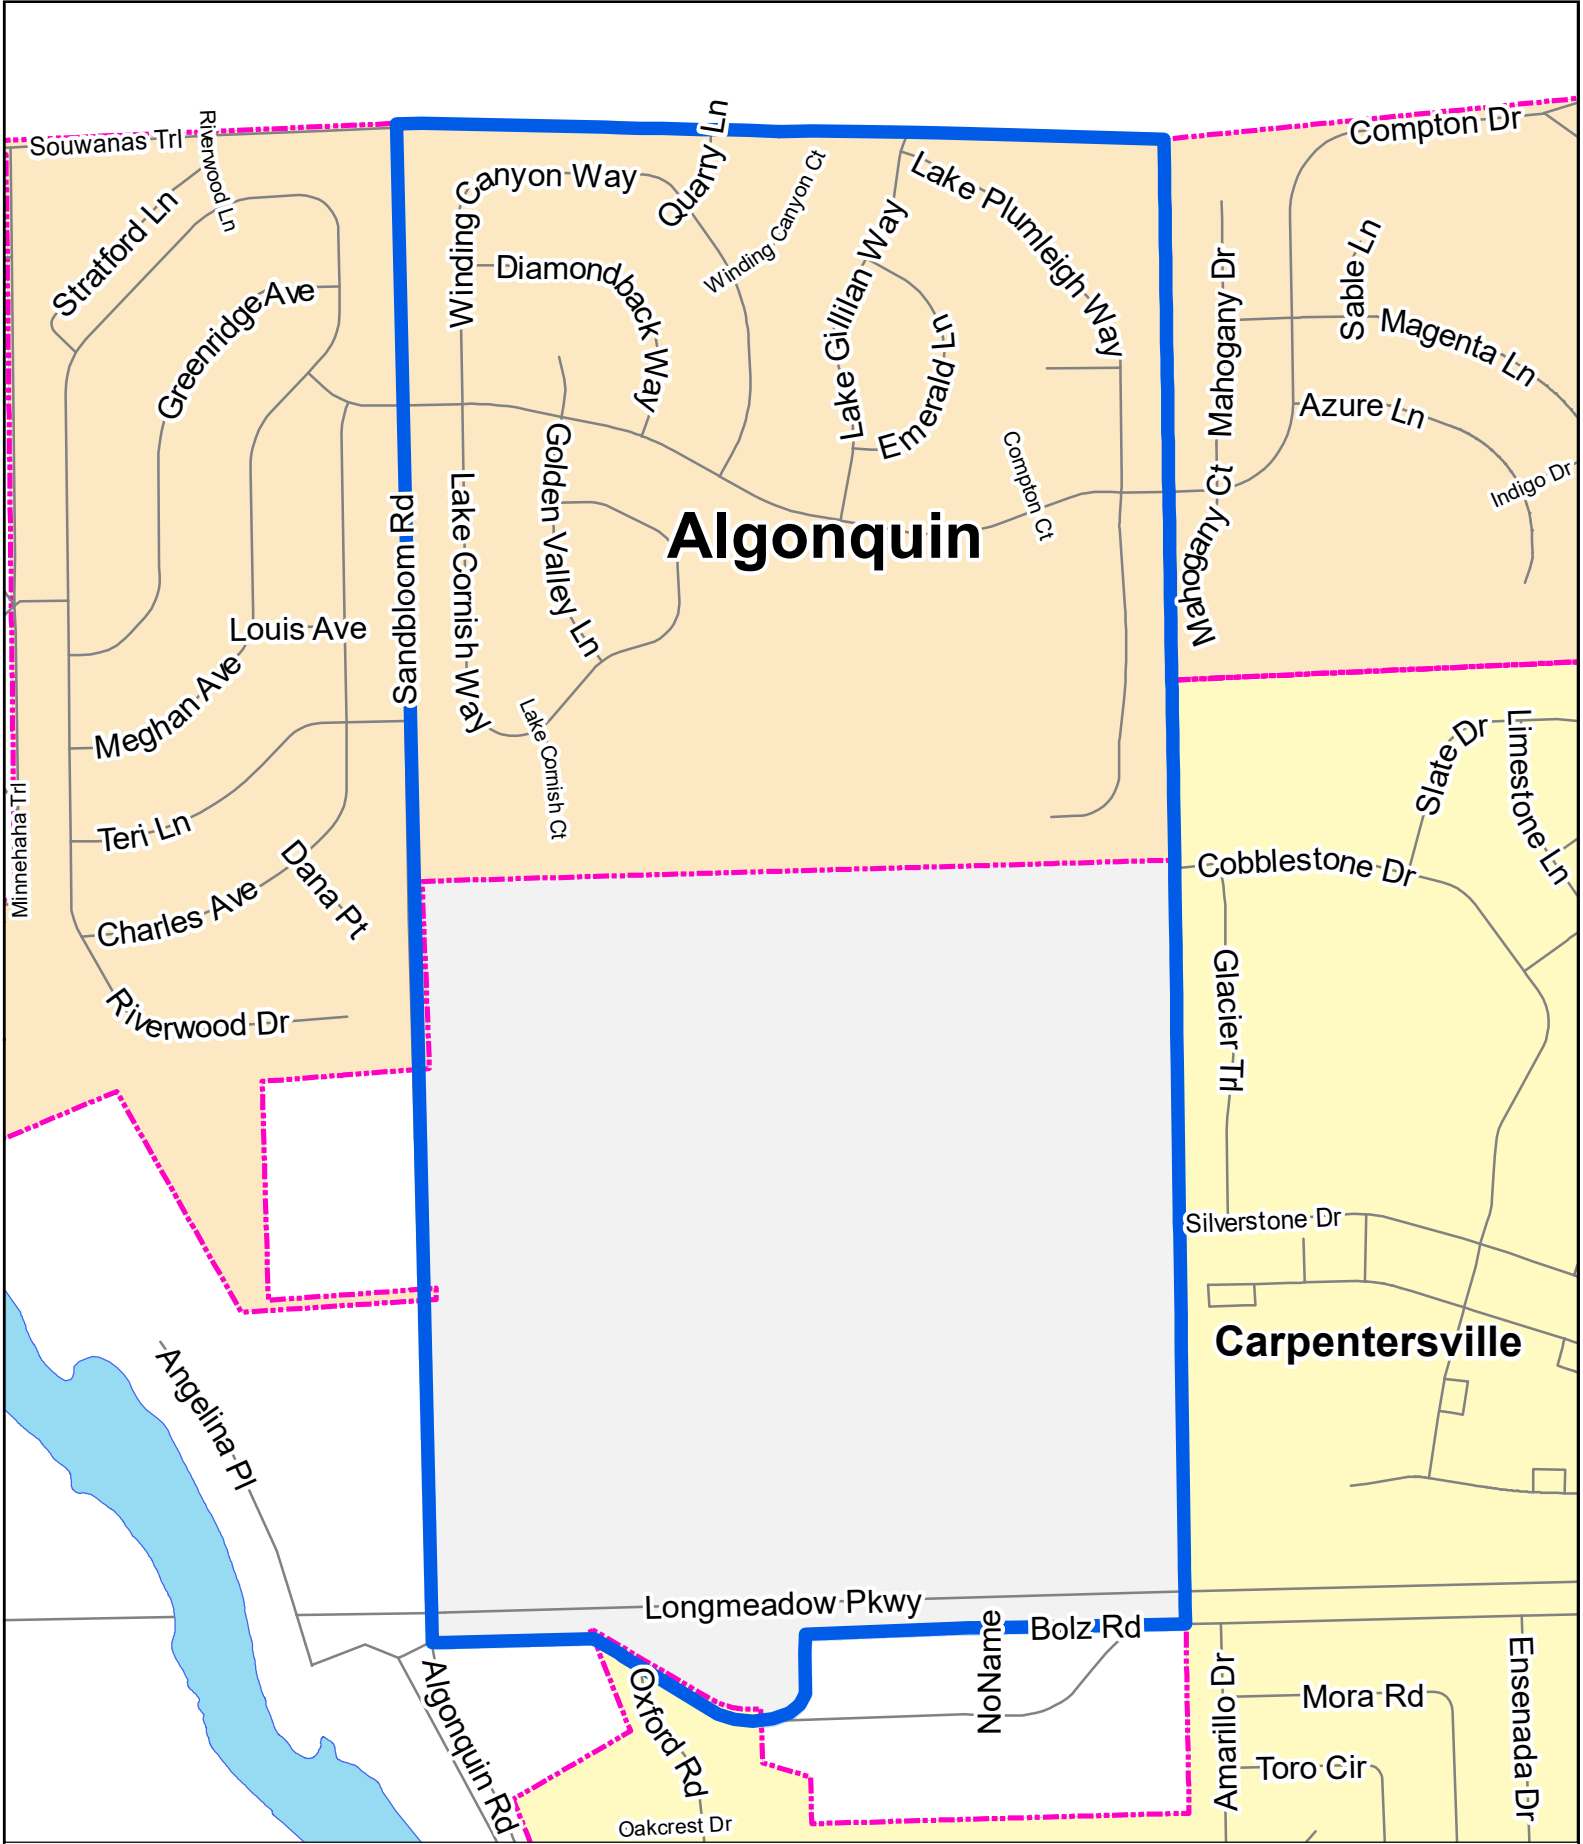 Souwanas Trl
Riverwood Ln
Stratford Ln
Greenridge Ave
Winding Canyon Way
Quarry Ln
Winding Canyon Ct
Diamondback Way
Lake Gillilan Way
Lake Plumleigh Way
Emerald Ln
Compton Dr
Mahogany Dr
Sable Ln
Magenta Ln
Azure Ln
Indigo Dr
Mahogany Ct
Compton Ct
Golden Valley Ln
Lake Cornish Way
Sandbloom Rd
Algonquin
Louis Ave
Meghan Ave
Lake Cornish Ct
Teri Ln
Minnehaha Trl
Dana Pt
Charles Ave
Riverwood Dr
Slate Dr
Limestone Ln
Cobblestone Dr
Glacier Trl
Silverstone Dr
Carpentersville
Angelina Pl
Longmeadow Pkwy
NoName
Bolz Rd
Algonquin Rd
Oxford Rd
Oakcrest Dr
Amarillo Dr
Mora Rd
Toro Cir
Ensenada Dr